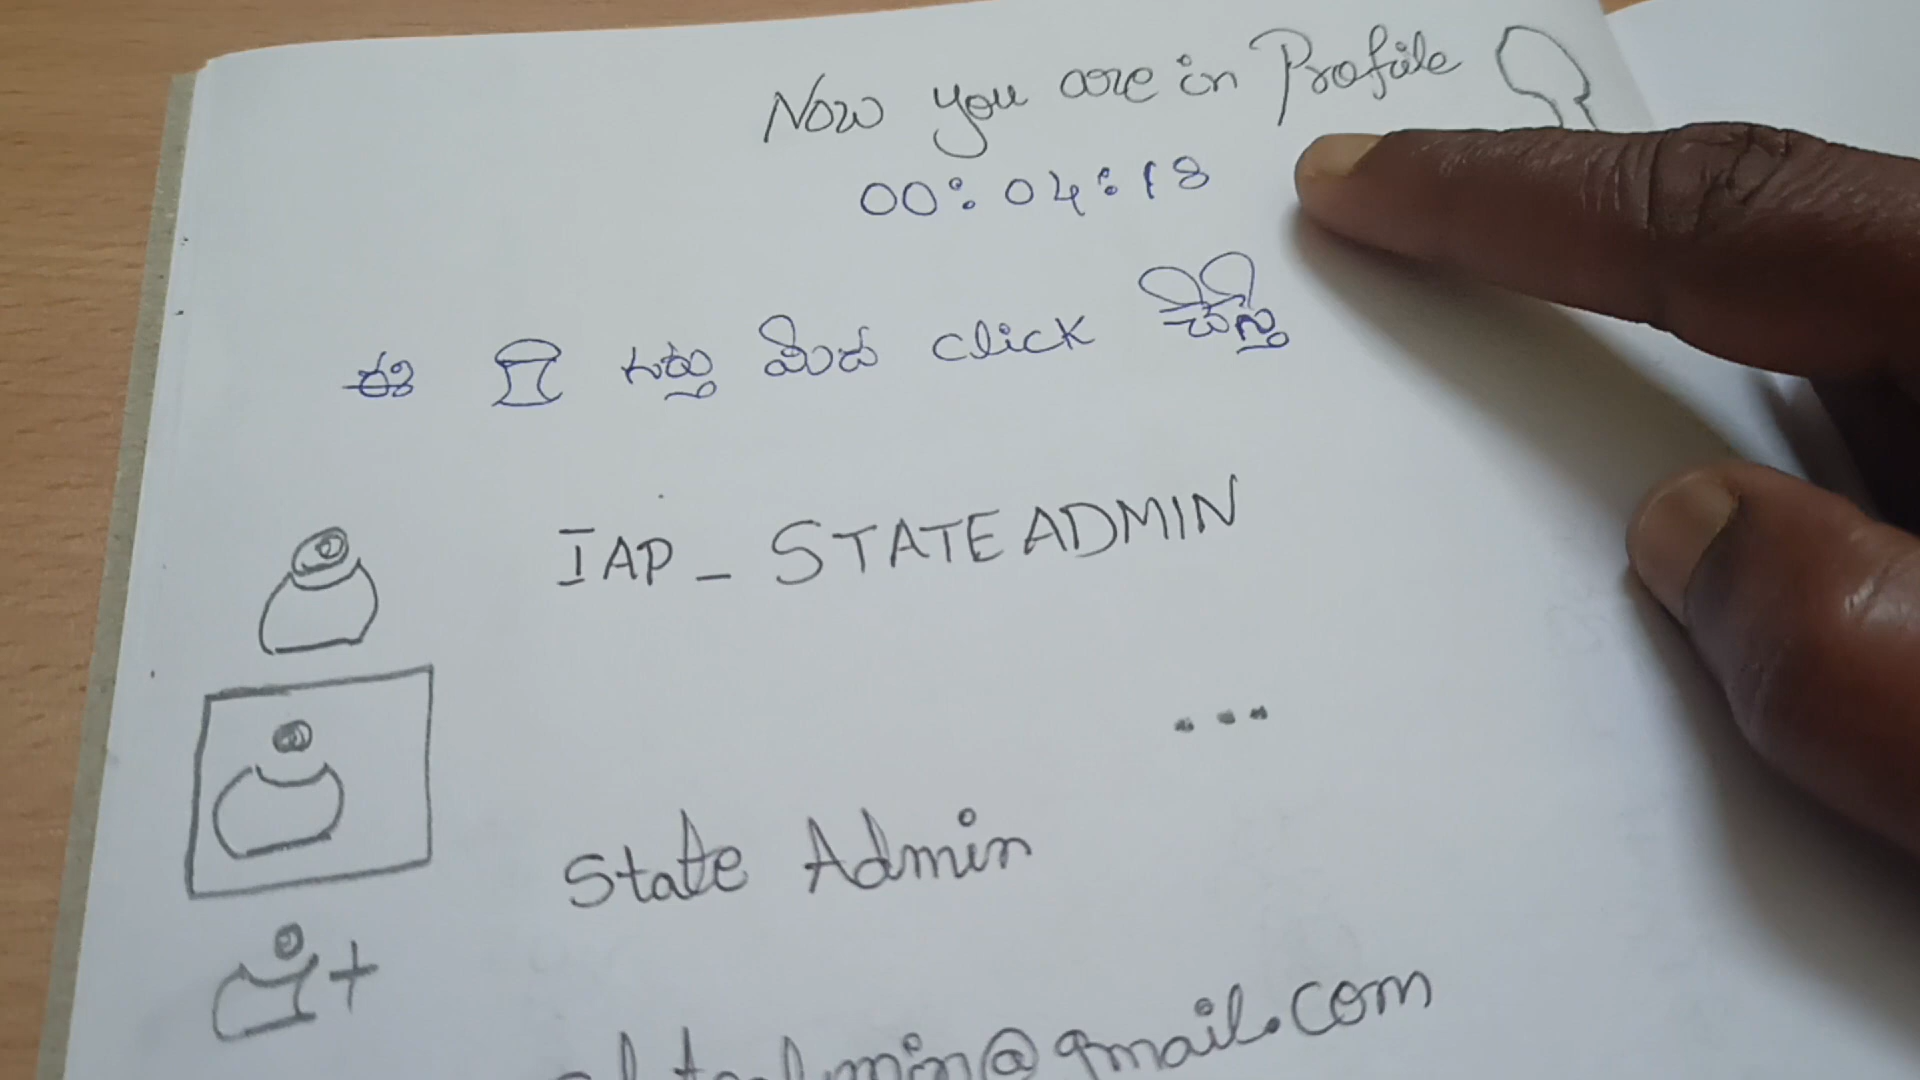 Now you are in Profile
00:04:18
ఈ గుర్తు మీద click చేస్తే
IAP_STATEADMIN
...
State Admin
@gmail.com